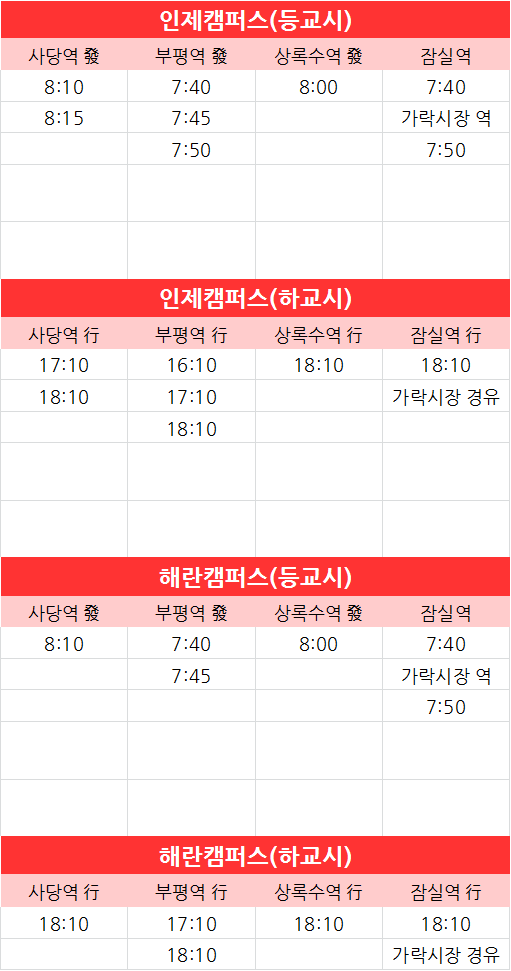 인제캠퍼스(등교시)
사당역 發 부평역 發 상록수역 發 잠실역
8:10 7:40 8:00 7:40
8:15 7:45 가락시장 역
7:50 7:50
인제캠퍼스(하교시)
사당역 行 부평역 行 상록수역 行 잠실역 行
17:10 16:10 18:10 18:10
18:10 17:10 가락시장 경유
18:10
해란캠퍼스(등교시)
사당역 發 부평역 發 상록수역 發 잠실역
8:10 7:40 8:00 7:40
7:45 가락시장 역
7:50
해란캠퍼스(하교시)
사당역 行 부평역 行 상록수역 行 잠실역 行
18:10 17:10 18:10 18:10
18:10 가락시장 경유